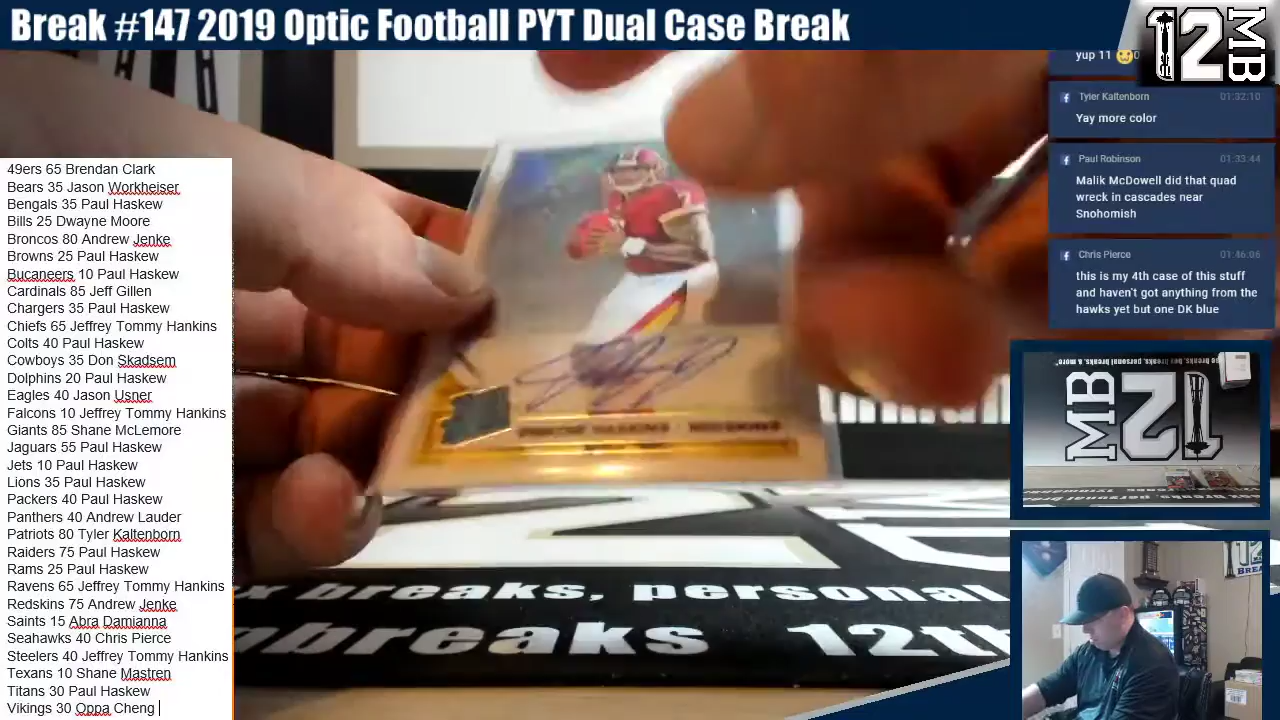 Break #147 2019 Optic Football PYT Dual Case Break
12
MB
yup 11
Tyler Kaltenborn 01:32:10
Yay more color
Paul Robinson 01:33:44
Malik McDowell did that quad
wreck in cascades near
Snohomish
Chris Pierce 01:46:06
this is my 4th case of this stuff
and haven't got anything from the
hawks yet but one DK blue
49ers 65 Brendan Clark
Bears 35 Jason Workheiser
Bengals 35 Paul Haskew
Bills 25 Dwayne Moore
Broncos 80 Andrew Jenke
Browns 25 Paul Haskew
Bucaneers 10 Paul Haskew
Cardinals 85 Jeff Gillen
Chargers 35 Paul Haskew
Chiefs 65 Jeffrey Tommy Hankins
Colts 40 Paul Haskew
Cowboys 35 Don Skadsem
Dolphins 20 Paul Haskew
Eagles 40 Jason Usner
Falcons 10 Jeffrey Tommy Hankins
Giants 85 Shane McLemore
Jaguars 55 Paul Haskew
Jets 10 Paul Haskew
Lions 35 Paul Haskew
Packers 40 Paul Haskew
Panthers 40 Andrew Lauder
Patriots 80 Tyler Kaltenborn
Raiders 75 Paul Haskew
Rams 25 Paul Haskew
Ravens 65 Jeffrey Tommy Hankins
Redskins 75 Andrew Jenke
Saints 15 Abra Damianna
Seahawks 40 Chris Pierce
Steelers 40 Jeffrey Tommy Hankins
Texans 10 Shane Mastren
Titans 30 Paul Haskew
Vikings 30 Oppa Cheng
DWAYNE HASKINS - REDSKINS
x breaks, personal
nbreaks 12th
MB 12